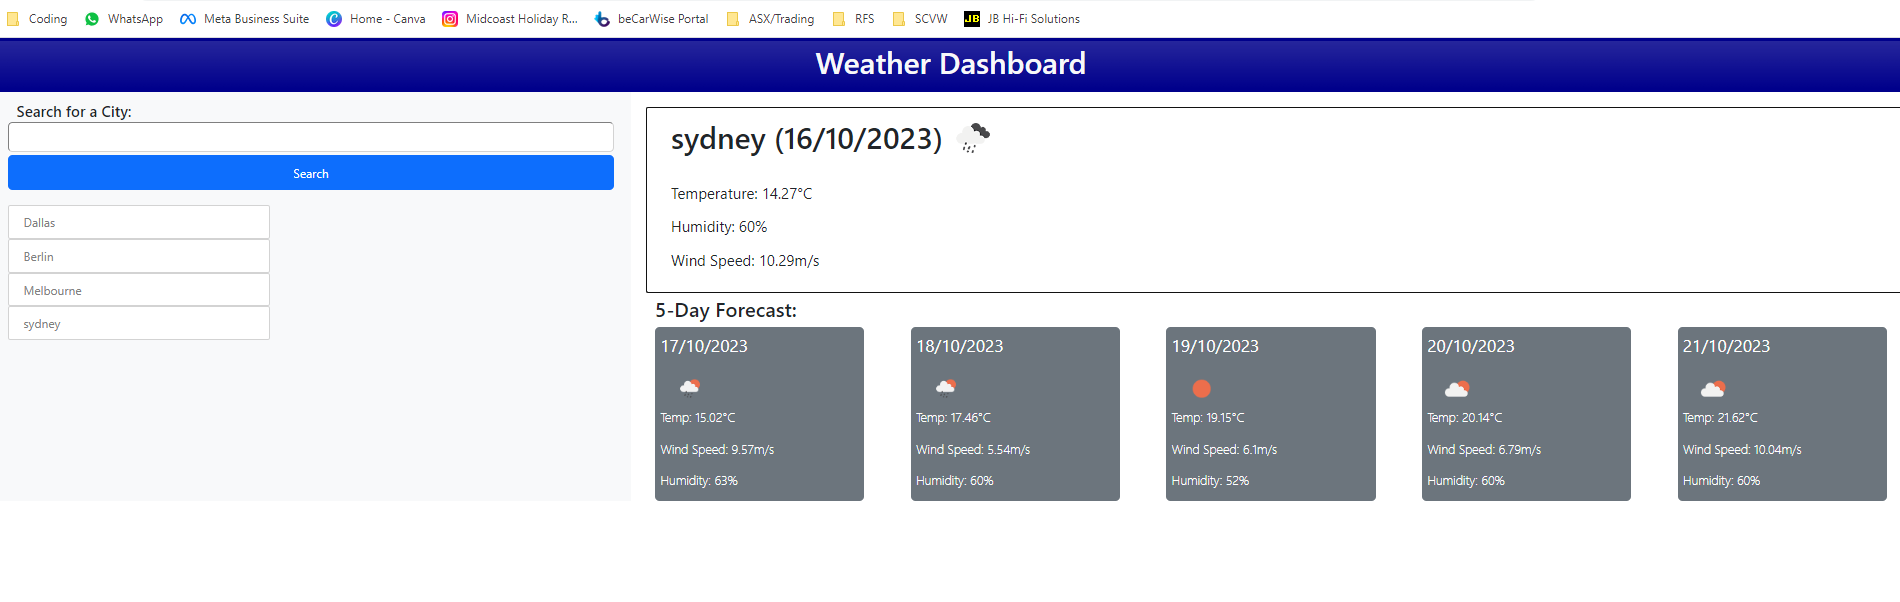 Coding WhatsApp Meta Business Suite Home - Canva Midcoast Holiday R... beCarWise Portal ASX/Trading RFS SCVW JB JB Hi-Fi Solutions
Weather Dashboard
Search for a City:
Search
Dallas
Berlin
Melbourne
sydney
sydney (16/10/2023)
Temperature: 14.27°C
Humidity: 60%
Wind Speed: 10.29m/s
5-Day Forecast:
17/10/2023
Temp: 15.02°C
Wind Speed: 9.57m/s
Humidity: 63%
18/10/2023
Temp: 17.46°C
Wind Speed: 5.54m/s
Humidity: 60%
19/10/2023
Temp: 19.15°C
Wind Speed: 6.1m/s
Humidity: 52%
20/10/2023
Temp: 20.14°C
Wind Speed: 6.79m/s
Humidity: 60%
21/10/2023
Temp: 21.62°C
Wind Speed: 10.04m/s
Humidity: 60%